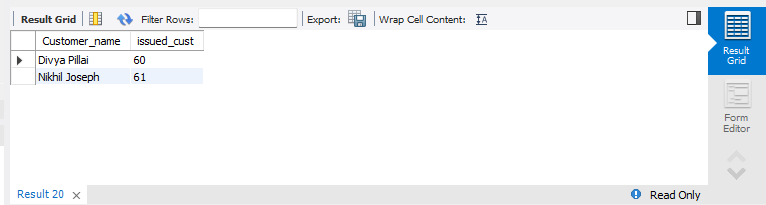 Result Grid Filter Rows: Export: Wrap Cell Content: IA
Customer_name issued_cust
Divya Pillai 60
Nikhil Joseph 61
Result Grid
Form Editor
Result 20 × Read Only